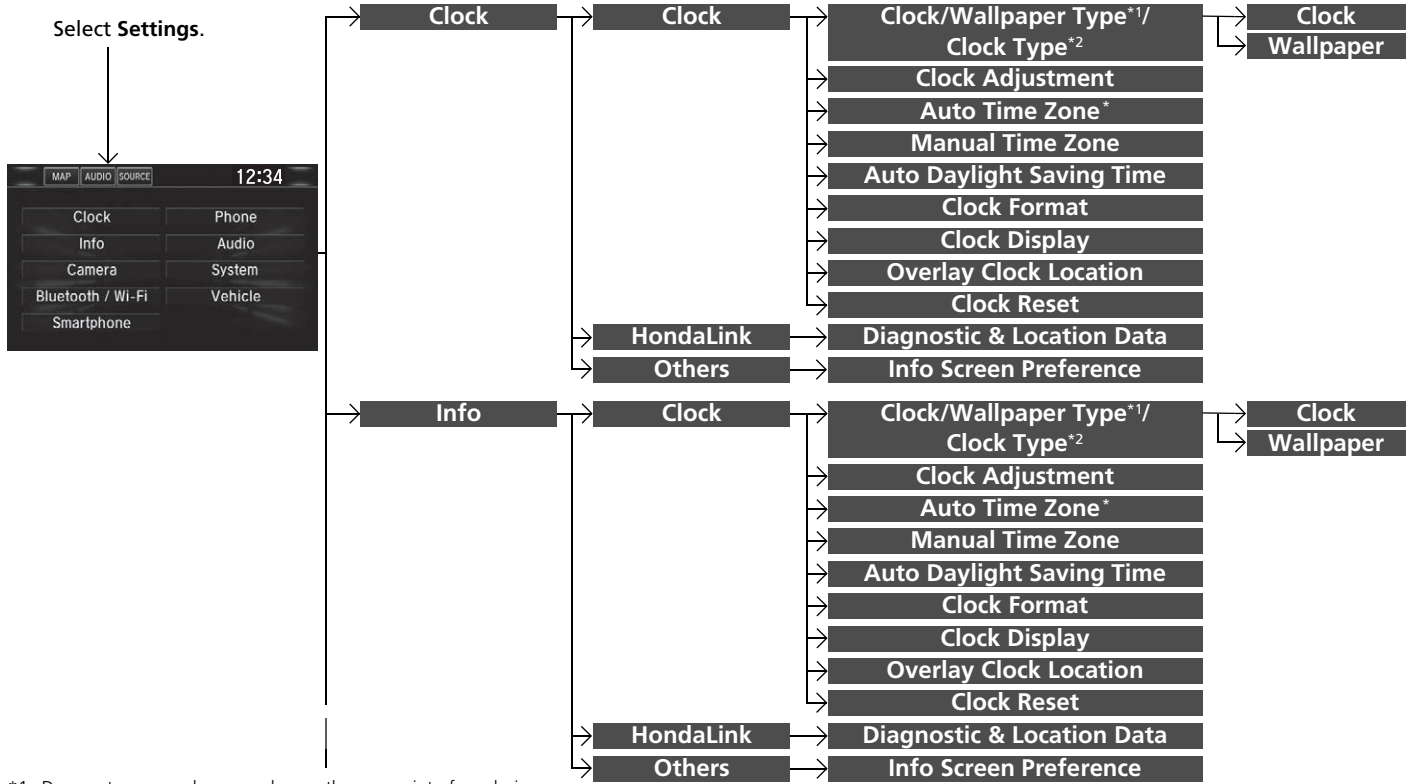 Select Settings.
MAP AUDIO SOURCE 12:34
Clock Phone
Info Audio
Camera System
Bluetooth / Wi-Fi Vehicle
Smartphone
Clock
Clock
Clock/Wallpaper Type*1/
Clock Type*2
Clock
Wallpaper
Clock Adjustment
Auto Time Zone*
Manual Time Zone
Auto Daylight Saving Time
Clock Format
Clock Display
Overlay Clock Location
Clock Reset
HondaLink
Diagnostic & Location Data
Others
Info Screen Preference
Info
Clock
Clock/Wallpaper Type*1/
Clock Type*2
Clock
Wallpaper
Clock Adjustment
Auto Time Zone*
Manual Time Zone
Auto Daylight Saving Time
Clock Format
Clock Display
Overlay Clock Location
Clock Reset
HondaLink
Diagnostic & Location Data
Others
Info Screen Preference